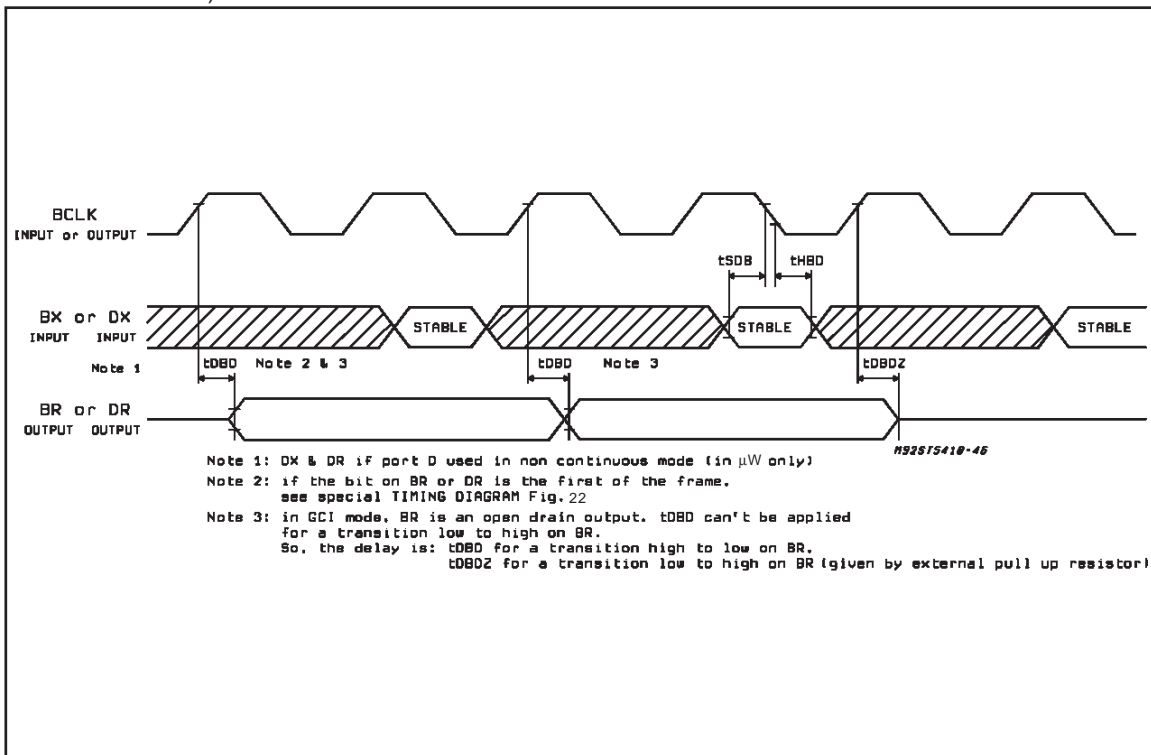 BCLK
INPUT or OUTPUT
tSDB tHBD
BX or DX
INPUT INPUT
STABLE STABLE STABLE
Note 1
tDBD Note 2 & 3 tDBD Note 3 tDBDZ
BR or DR
OUTPUT OUTPUT
M92ST5410-46
Note 1: DX & DR if port D used in non continuous mode (in µW only)
Note 2: if the bit on BR or DR is the first of the frame.
see special TIMING DIAGRAM Fig. 22
Note 3: in GCI mode, BR is an open drain output. tDBD can't be applied
for a transition low to high on BR.
So, the delay is: tDBD for a transition high to low on BR.
tDBDZ for a transition low to high on BR (given by external pull up resistor)